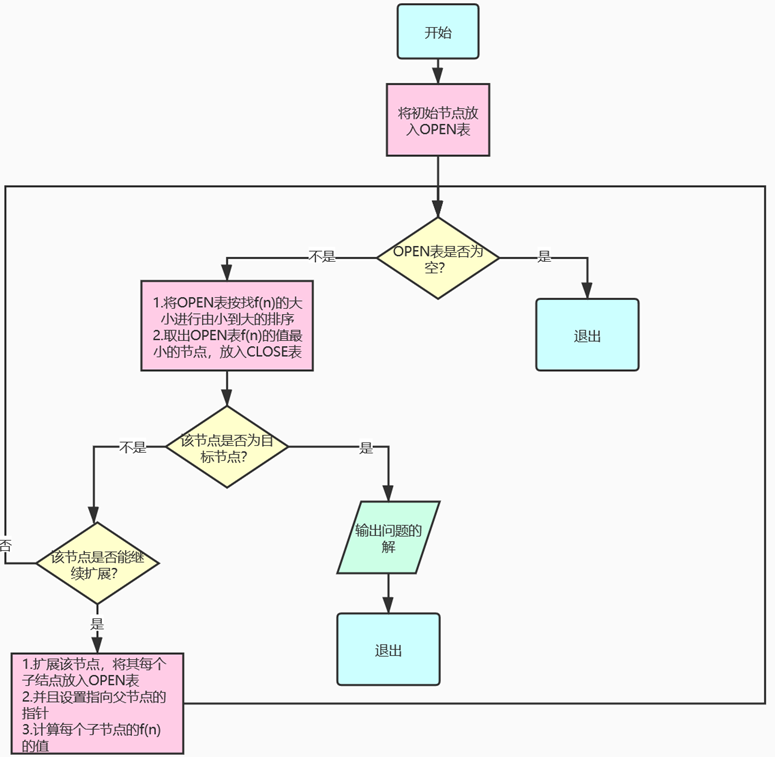 开始
将初始节点放
入OPEN表
OPEN表是否为
空?
不是
是
1.将OPEN表按找f(n)的大
小进行由小到大的排序
2.取出OPEN表f(n)的值最
小的节点，放入CLOSE表
退出
该节点是否为目
标节点?
不是
是
输出问题的
解
否
该节点是否能继
续扩展?
是
退出
1.扩展该节点，将其每个
子结点放入OPEN表
2.并且设置指向父节点的
指针
3.计算每个子节点的f(n)
的值